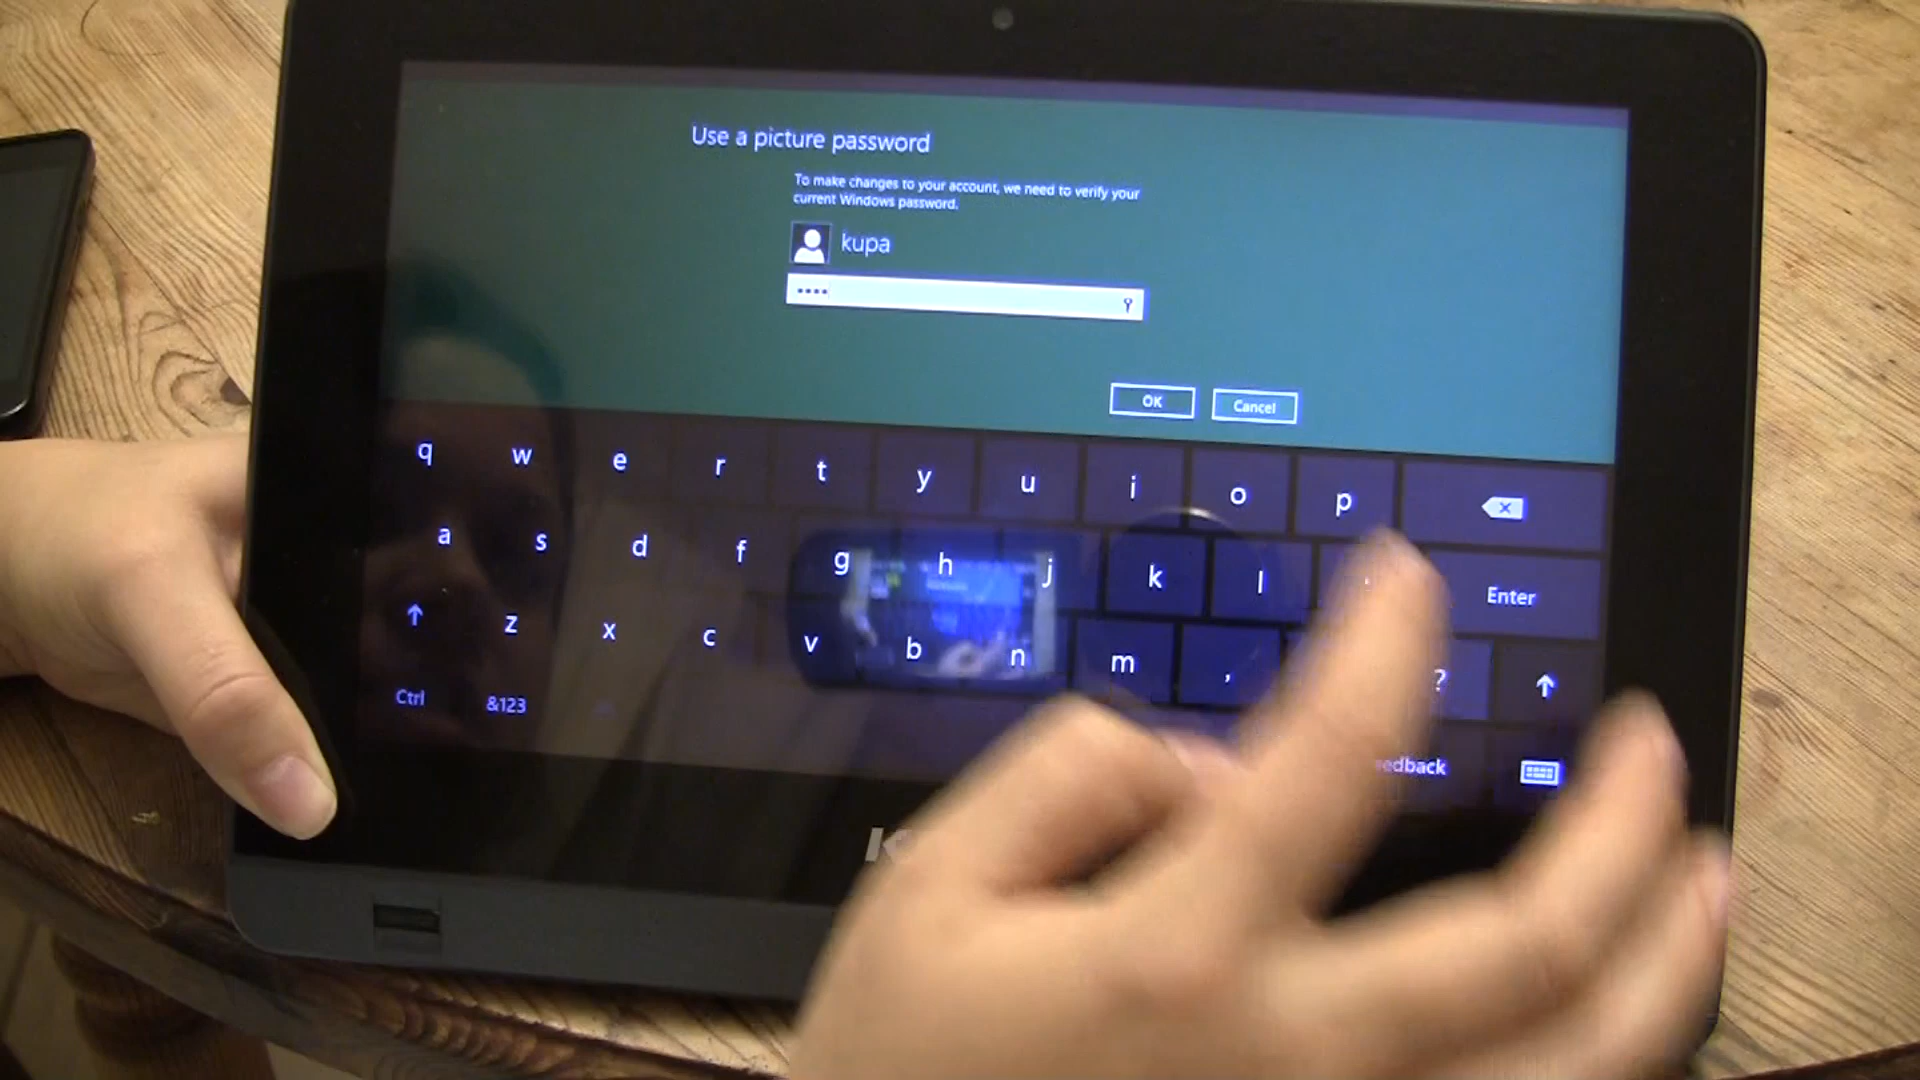 Use a picture password
To make changes to your account, we need to verify your
current Windows password.
kupa
••••
OK Cancel
q w e r t y u i o p
a s d f g h j k l Enter
z x c v b n m , ?
Ctrl &123 edback
K